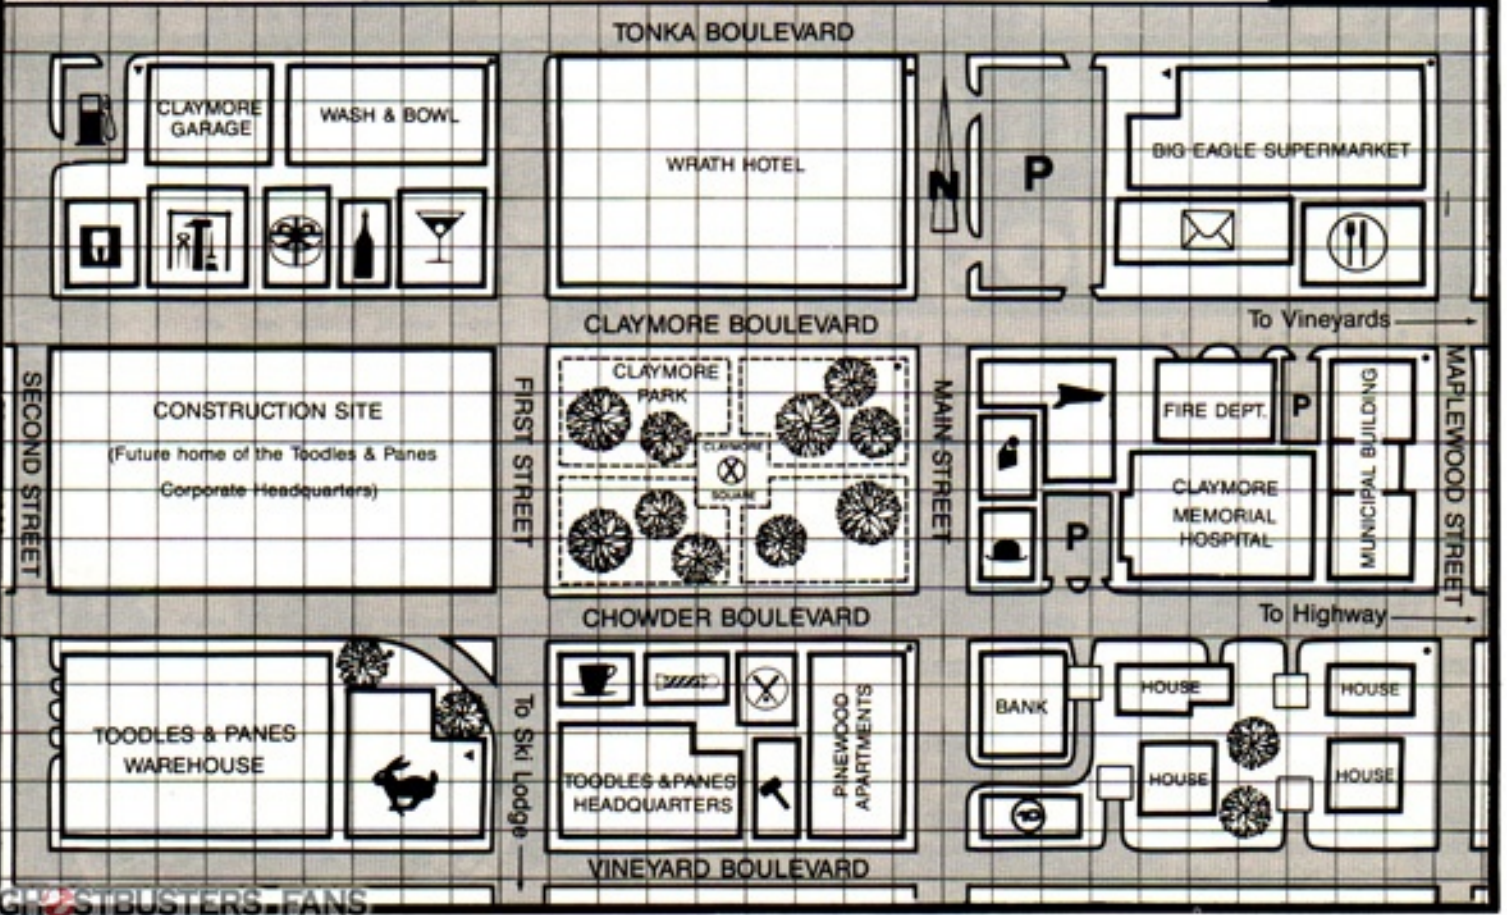 TONKA BOULEVARD
CLAYMORE
GARAGE
WASH & BOWL
WRATH HOTEL
N
P
BIG EAGLE SUPERMARKET
CLAYMORE BOULEVARD
To Vineyards
SECOND STREET
CONSTRUCTION SITE
(Future home of the Toodles & Panes
Corporate Headquarters)
FIRST STREET
CLAYMORE
PARK
CLAYMORE
SQUARE
MAIN STREET
FIRE DEPT.
P
MUNICIPAL BUILDING
MAPLEWOOD STREET
CLAYMORE
MEMORIAL
HOSPITAL
P
CHOWDER BOULEVARD
To Highway
TOODLES & PANES
WAREHOUSE
To Ski Lodge
TOODLES & PANES
HEADQUARTERS
PINEWOOD
APARTMENTS
BANK
HOUSE
HOUSE
HOUSE
HOUSE
VINEYARD BOULEVARD
GHOSTBUSTERS.FANS